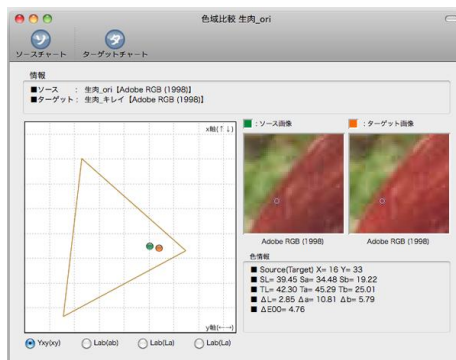 色域比較 生肉_ori
ソ
タ
ソースチャート
ターゲットチャート
情報
■ソース : 生肉_ori【Adobe RGB (1998)】
■ターゲット : 生肉_キレイ【Adobe RGB (1998)】
x軸(↑↓)
y軸(←→)
: ソース画像
: ターゲット画像
Adobe RGB (1998)
Adobe RGB (1998)
色情報
■ Source(Target) X= 16 Y= 33
■ SL= 39.45 Sa= 34.48 Sb= 19.22
■ TL= 42.30 Ta= 45.29 Tb= 25.01
■ ΔL= 2.85 Δa= 10.81 Δb= 5.79
■ ΔE00= 4.76
Yxy(xy)
Lab(ab)
Lab(La)
Lab(La)